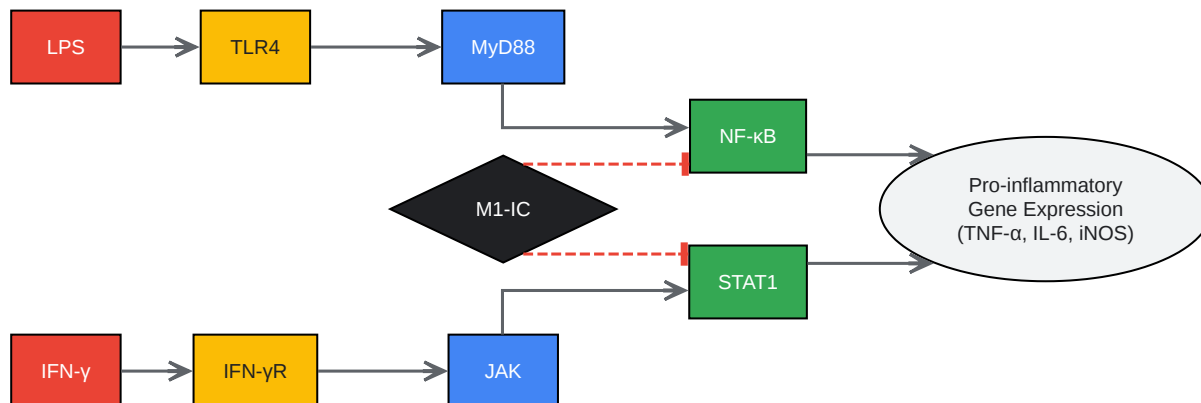 LPS
TLR4
MyD88
NF-κB
M1-IC
Pro-inflammatory
Gene Expression
(TNF-α, IL-6, iNOS)
STAT1
IFN-γ
IFN-γR
JAK